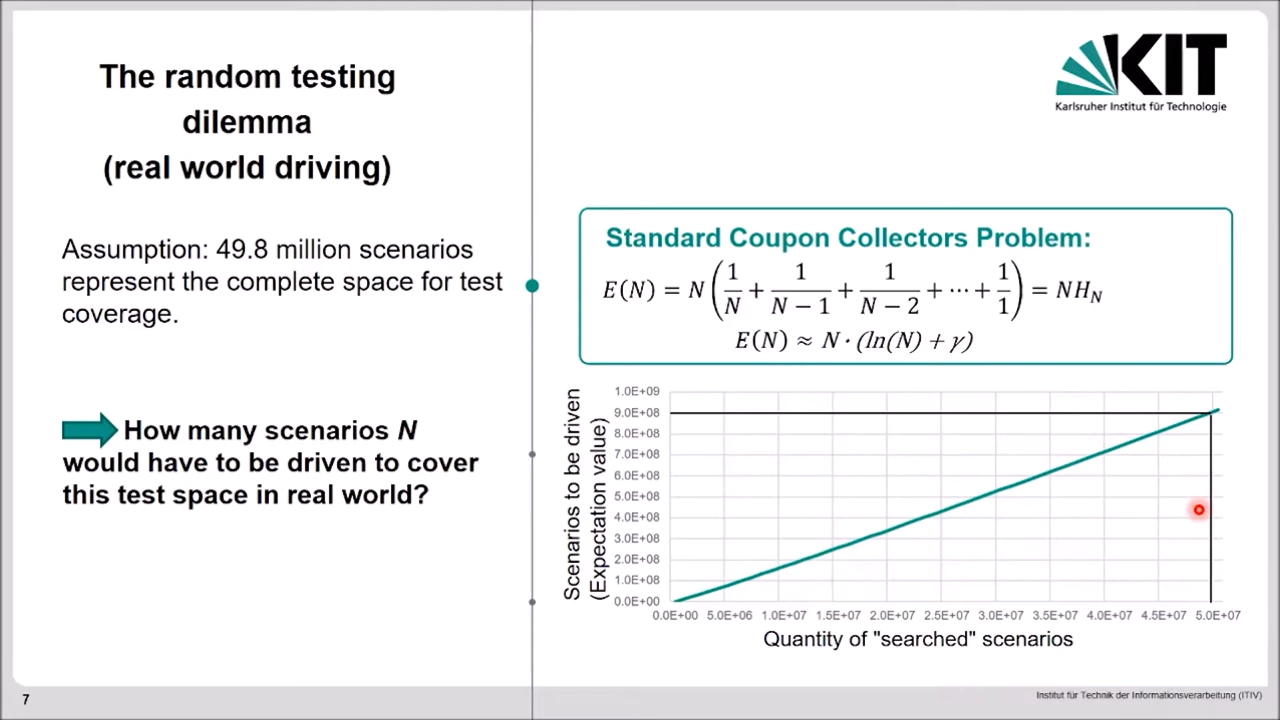 The random testing
dilemma
(real world driving)
KIT
Karlsruher Institut für Technologie
Assumption: 49.8 million scenarios
represent the complete space for test
coverage.
How many scenarios N
would have to be driven to cover
this test space in real world?
Standard Coupon Collectors Problem:
E(N) = N(1/N + 1/(N − 1) + 1/(N − 2) + ⋯ + 1/1) = NH_N
E(N) ≈ N · (ln(N) + γ)
Scenarios to be driven
(Expectation value)
1.0E+09
9.0E+08
8.0E+08
7.0E+08
6.0E+08
5.0E+08
4.0E+08
3.0E+08
2.0E+08
1.0E+08
0.0E+00
0.0E+00 5.0E+06 1.0E+07 1.5E+07 2.0E+07 2.5E+07 3.0E+07 3.5E+07 4.0E+07 4.5E+07 5.0E+07
Quantity of "searched" scenarios
7
Institut für Technik der Informationsverarbeitung (ITIV)